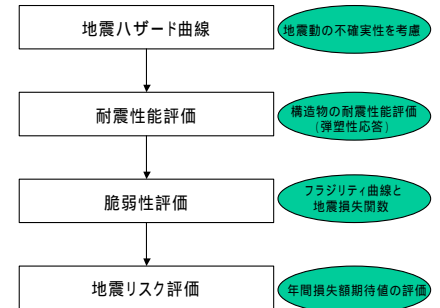 地震ハザード曲線
地震動の不確実性を考慮
耐震性能評価
構造物の耐震性能評価
(弾塑性応答)
脆弱性評価
フラジリティ曲線と
地震損失関数
地震リスク評価
年間損失額期待値の評価